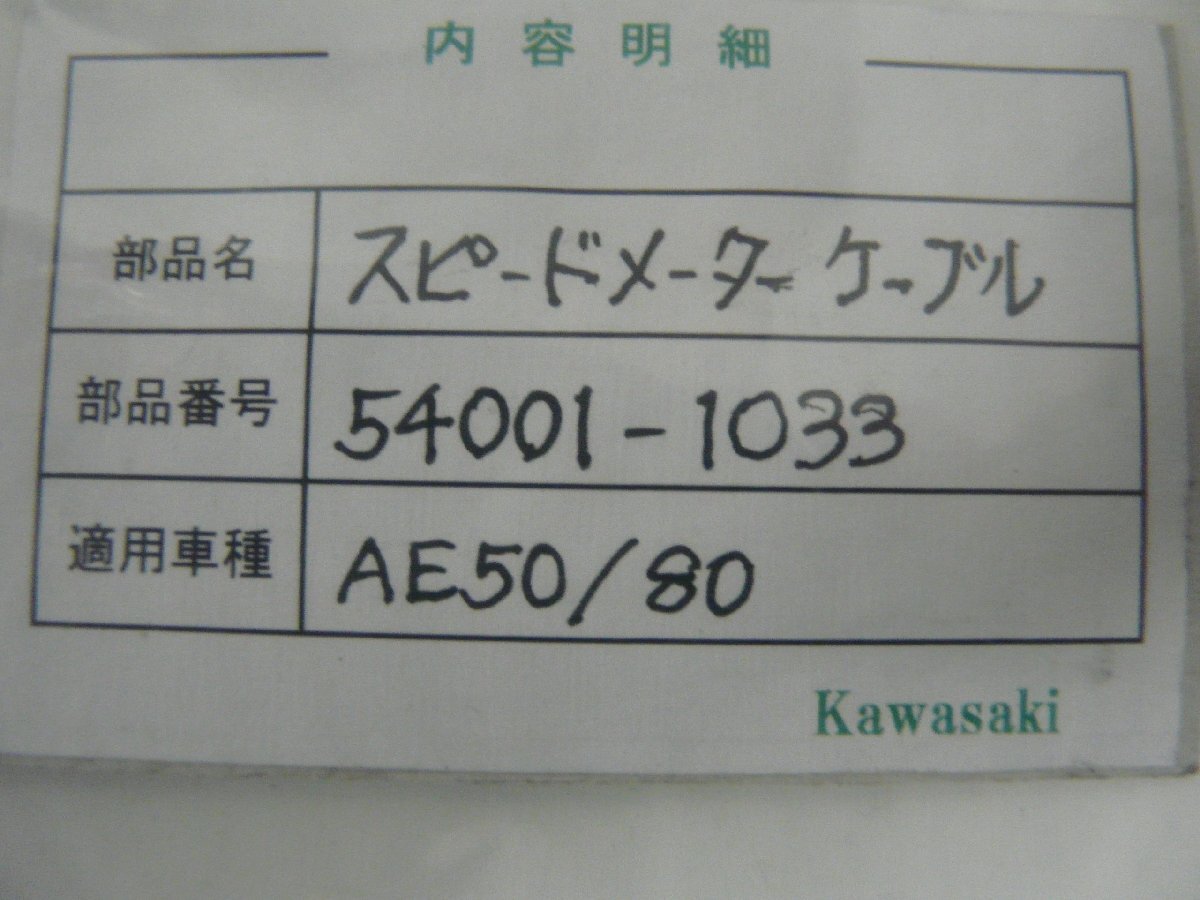 内容明細
部品名 スピードメーター ケーブル
部品番号 54001-1033
適用車種 AE50/80
Kawasaki